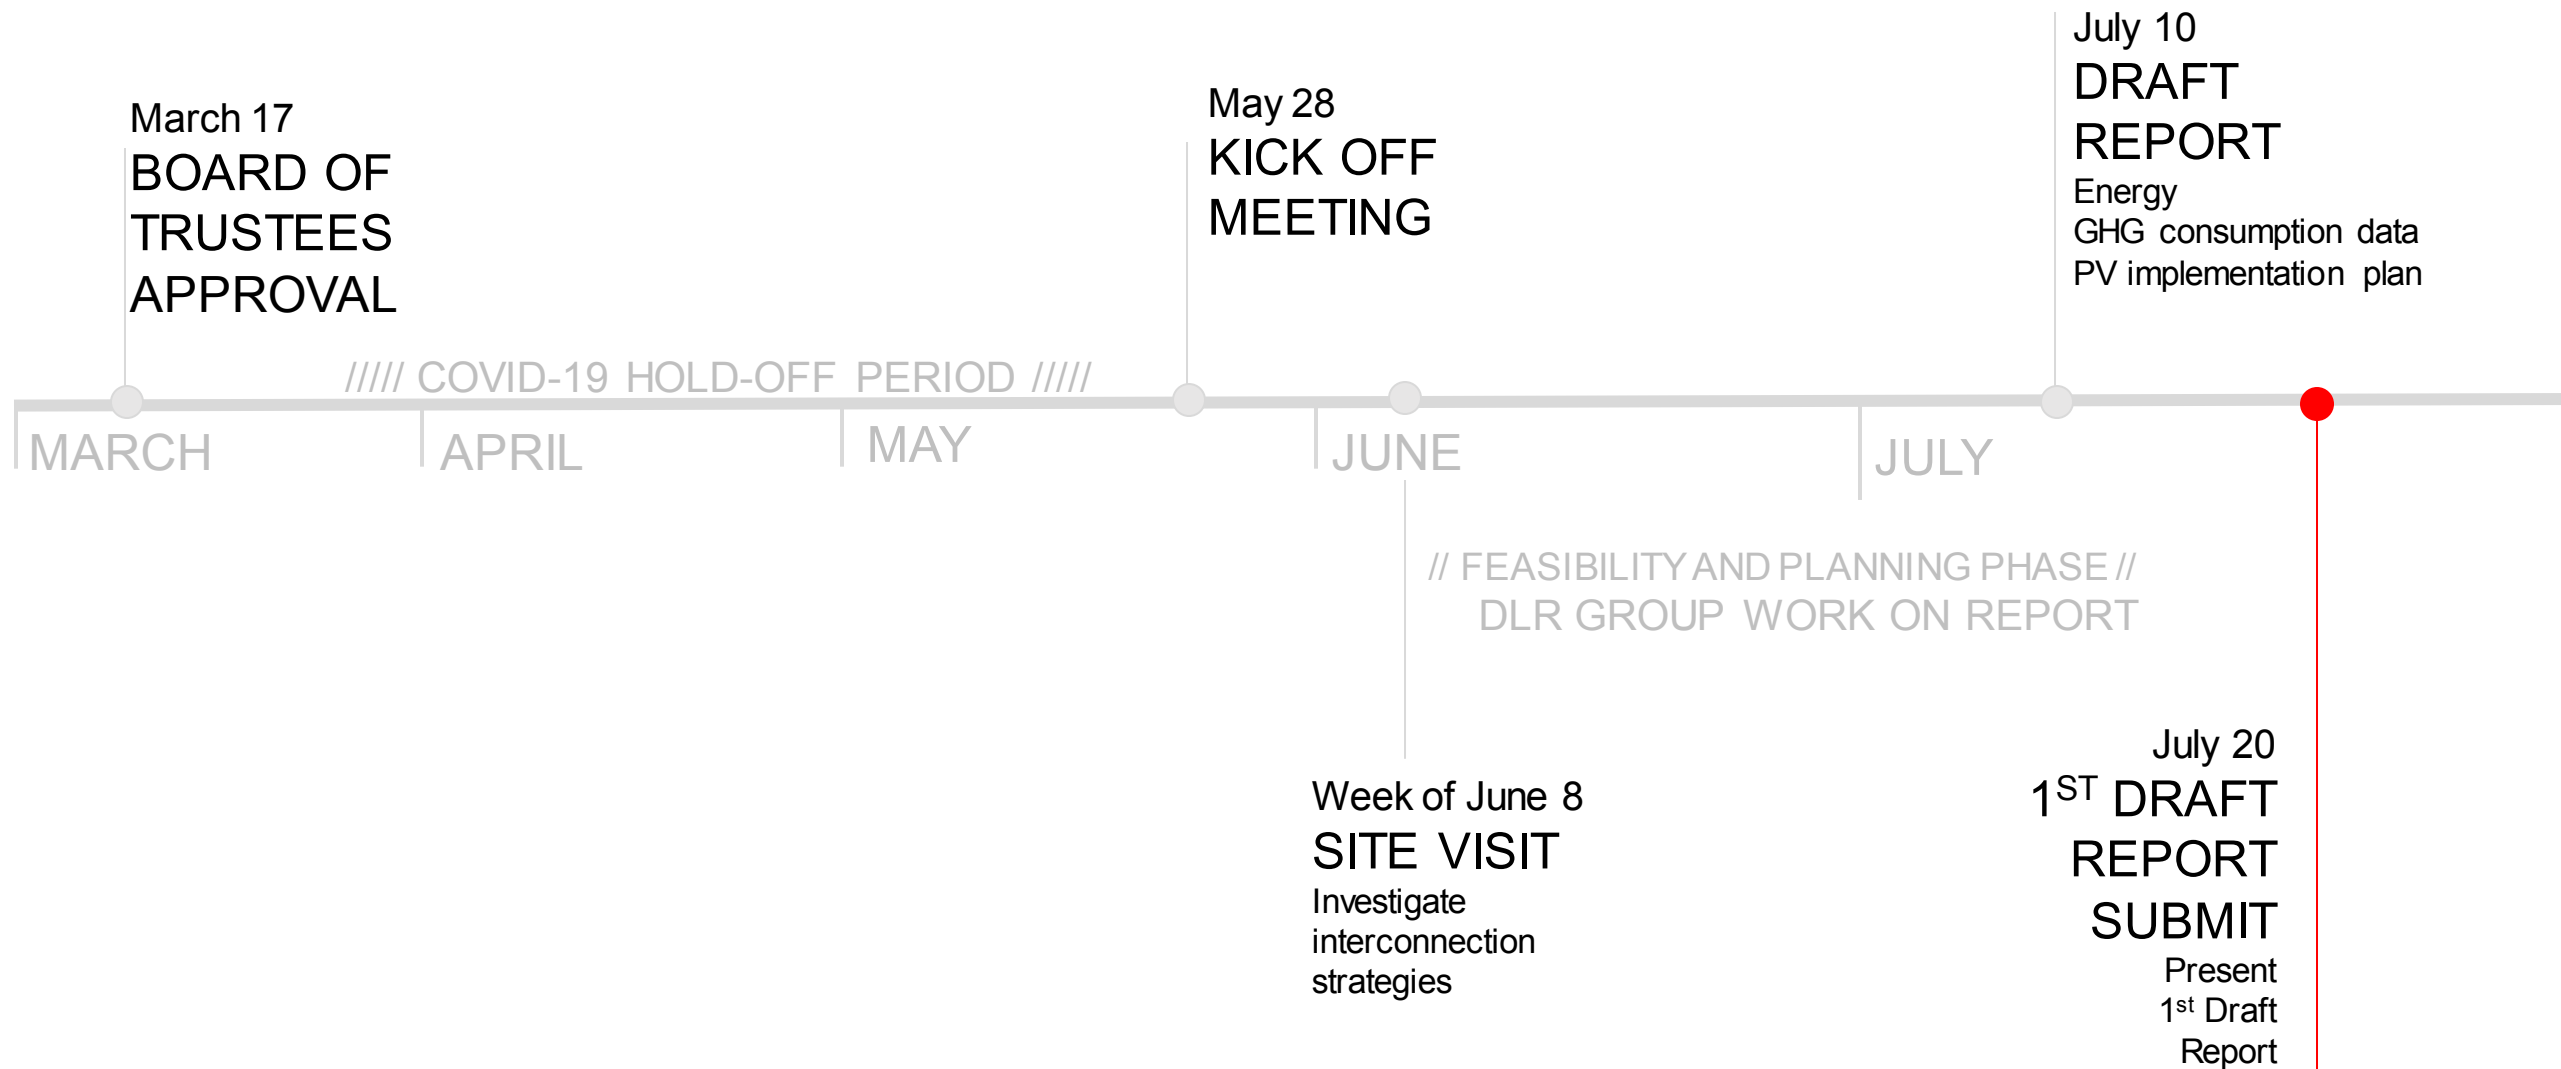 March 17
BOARD OF
TRUSTEES
APPROVAL
///// COVID-19 HOLD-OFF PERIOD /////
May 28
KICK OFF
MEETING
July 10
DRAFT
REPORT
Energy
GHG consumption data
PV implementation plan
MARCH
APRIL
MAY
JUNE
JULY
// FEASIBILITY AND PLANNING PHASE //
DLR GROUP WORK ON REPORT
Week of June 8
SITE VISIT
Investigate
interconnection
strategies
July 20
1ST DRAFT
REPORT
SUBMIT
Present
1st Draft
Report